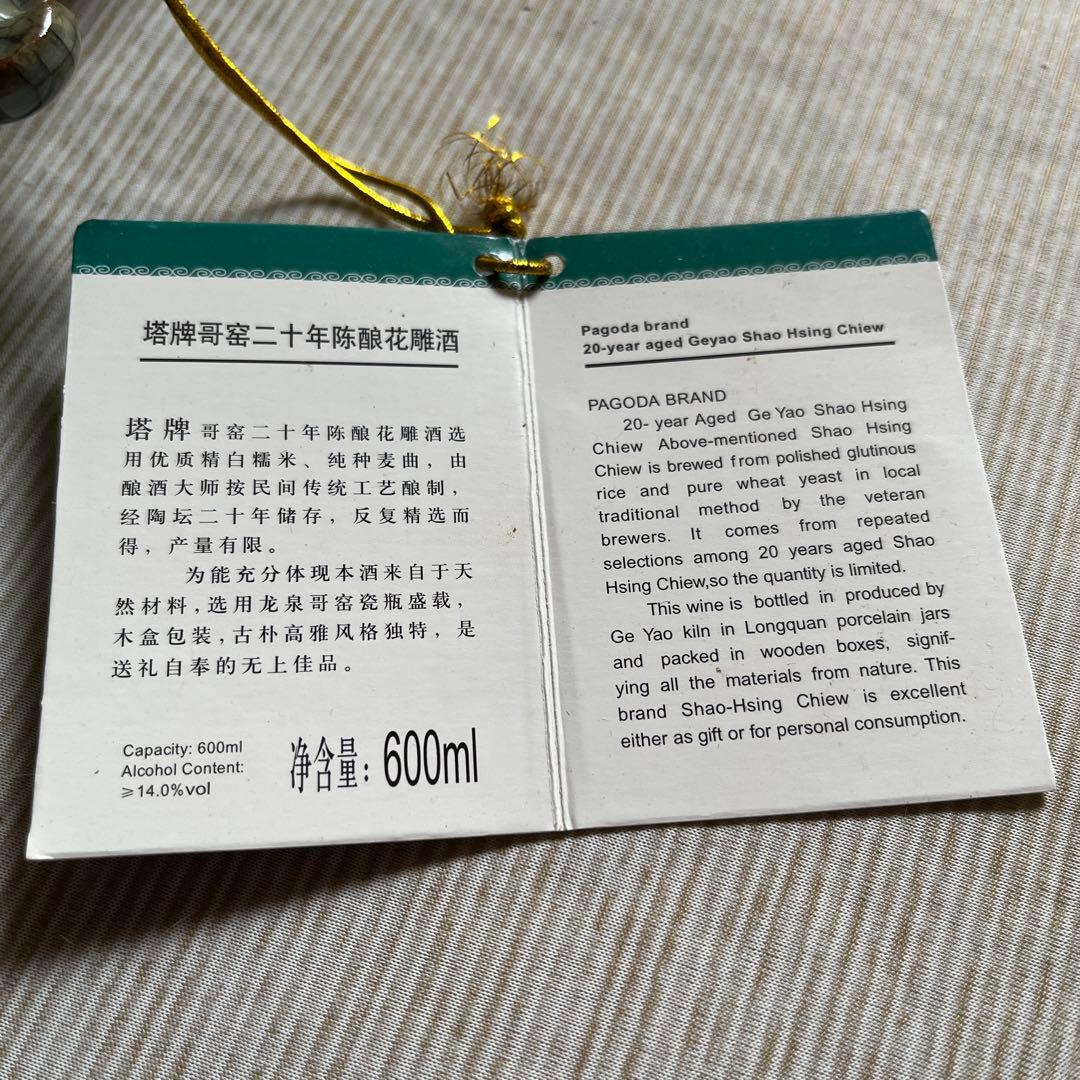 塔牌哥窑二十年陈酿花雕酒
塔牌哥窑二十年陈酿花雕酒选
用优质精白糯米、纯种麦曲，由
酿酒大师按民间传统工艺酿制，
经陶坛二十年储存，反复精选而
得，产量有限。
为能充分体现本酒来自于天
然材料，选用龙泉哥窑瓷瓶盛载，
木盒包装，古朴高雅风格独特，是
送礼自奉的无上佳品。
Capacity: 600ml
Alcohol Content:
≥14.0%vol
净含量：600ml
Pagoda brand
20-year aged Geyao Shao Hsing Chiew
PAGODA BRAND
20- year Aged Ge Yao Shao Hsing
Chiew Above-mentioned Shao Hsing
Chiew is brewed from polished glutinous
rice and pure wheat yeast in local
traditional method by the veteran
brewers. It comes from repeated
selections among 20 years aged Shao
Hsing Chiew,so the quantity is limited.
This wine is bottled in produced by
Ge Yao kiln in Longquan porcelain jars
and packed in wooden boxes, signif-
ying all the materials from nature. This
brand Shao-Hsing Chiew is excellent
either as gift or for personal consumption.